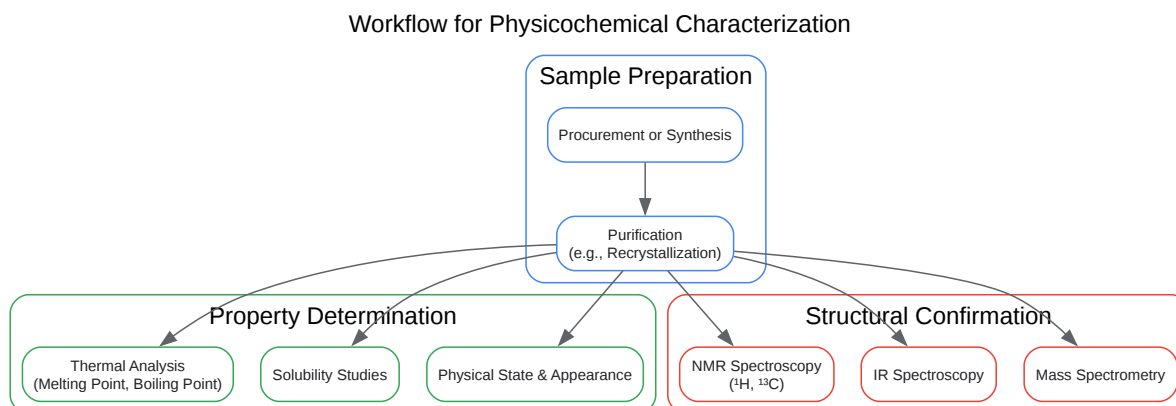 Workflow for Physicochemical Characterization
Sample Preparation
Procurement or Synthesis
Purification
(e.g., Recrystallization)
Property Determination
Structural Confirmation
Thermal Analysis
(Melting Point, Boiling Point)
Solubility Studies
Physical State & Appearance
NMR Spectroscopy
(¹H, ¹³C)
IR Spectroscopy
Mass Spectrometry